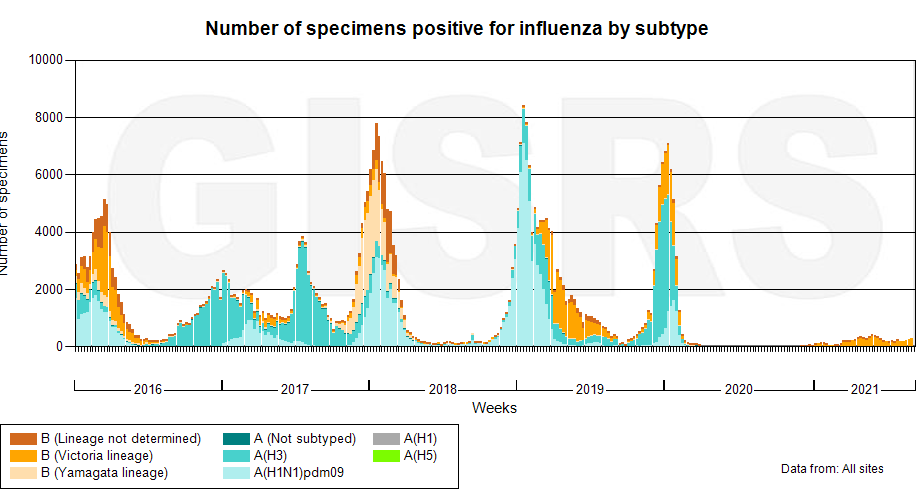 Number of specimens positive for influenza by subtype
GISRS
10000
8000
6000
4000
2000
0
Number of specimens
2016 2017 2018 2019 2020 2021
Weeks
B (Lineage not determined) A (Not subtyped) A(H1)
B (Victoria lineage) A(H3) A(H5)
B (Yamagata lineage) A(H1N1)pdm09
Data from: All sites